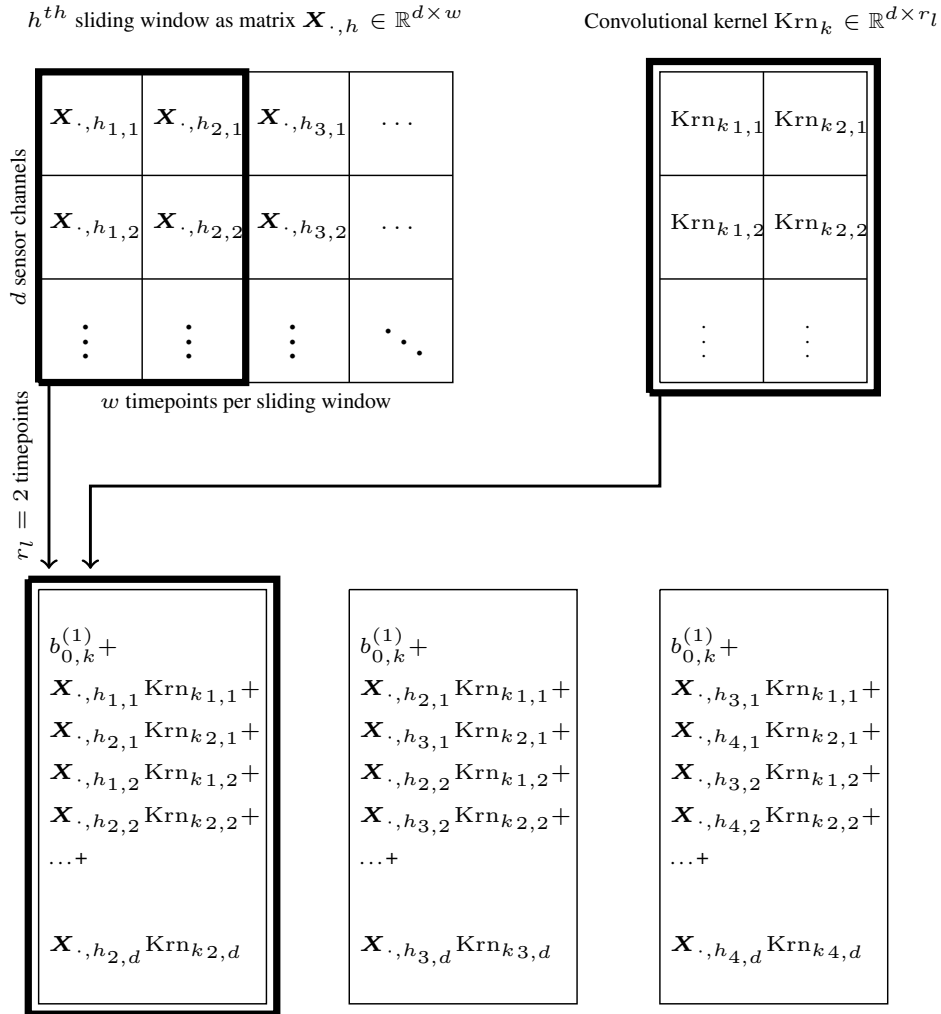 h^{th} sliding window as matrix X_{·,h} ∈ ℝ^{d×w}
Convolutional kernel Krn_k ∈ ℝ^{d×r_l}
d sensor channels
X_{·,h_{1,1}} X_{·,h_{2,1}} X_{·,h_{3,1}} ...
X_{·,h_{1,2}} X_{·,h_{2,2}} X_{·,h_{3,2}} ...
⋮ ⋮ ⋮ ⋱
Krn_{k1,1} Krn_{k2,1}
Krn_{k1,2} Krn_{k2,2}
⋮ ⋮
w timepoints per sliding window
r_l = 2 timepoints
b_{0,k}^{(1)}+
X_{·,h_{1,1}}Krn_{k1,1}+
X_{·,h_{2,1}}Krn_{k2,1}+
X_{·,h_{1,2}}Krn_{k1,2}+
X_{·,h_{2,2}}Krn_{k2,2}+
...+
X_{·,h_{2,d}}Krn_{k2,d}
b_{0,k}^{(1)}+
X_{·,h_{2,1}}Krn_{k1,1}+
X_{·,h_{3,1}}Krn_{k2,1}+
X_{·,h_{2,2}}Krn_{k1,2}+
X_{·,h_{3,2}}Krn_{k2,2}+
...+
X_{·,h_{3,d}}Krn_{k3,d}
b_{0,k}^{(1)}+
X_{·,h_{3,1}}Krn_{k1,1}+
X_{·,h_{4,1}}Krn_{k2,1}+
X_{·,h_{3,2}}Krn_{k1,2}+
X_{·,h_{4,2}}Krn_{k2,2}+
...+
X_{·,h_{4,d}}Krn_{k4,d}